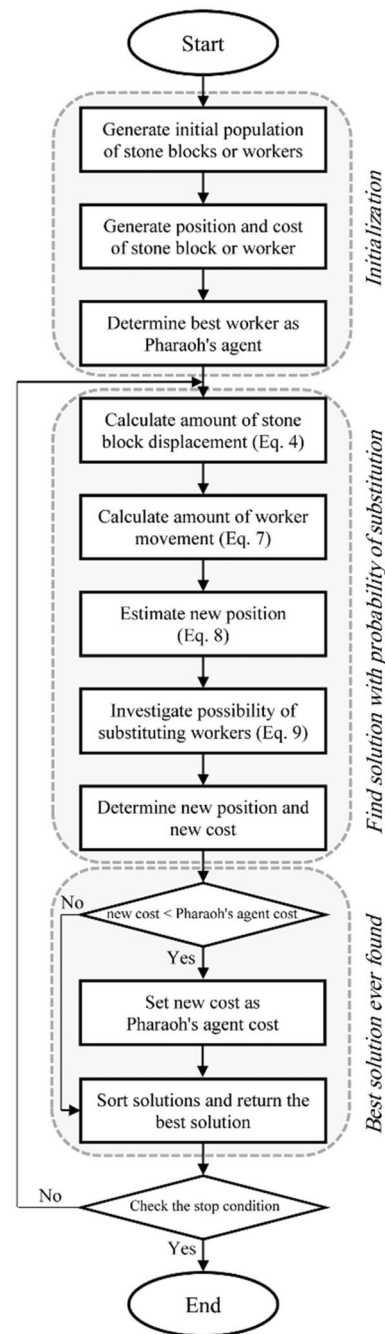 Start
Generate initial population
of stone blocks or workers
Generate position and cost
of stone block or worker
Determine best worker as
Pharaoh's agent
Initialization
Calculate amount of stone
block displacement (Eq. 4)
Calculate amount of worker
movement (Eq. 7)
Estimate new position
(Eq. 8)
Investigate possibility of
substituting workers (Eq. 9)
Determine new position and
new cost
Find solution with probability of substitution
No
new cost < Pharaoh's agent cost
Yes
Set new cost as
Pharaoh's agent cost
Sort solutions and return the
best solution
Best solution ever found
No
Check the stop condition
Yes
End